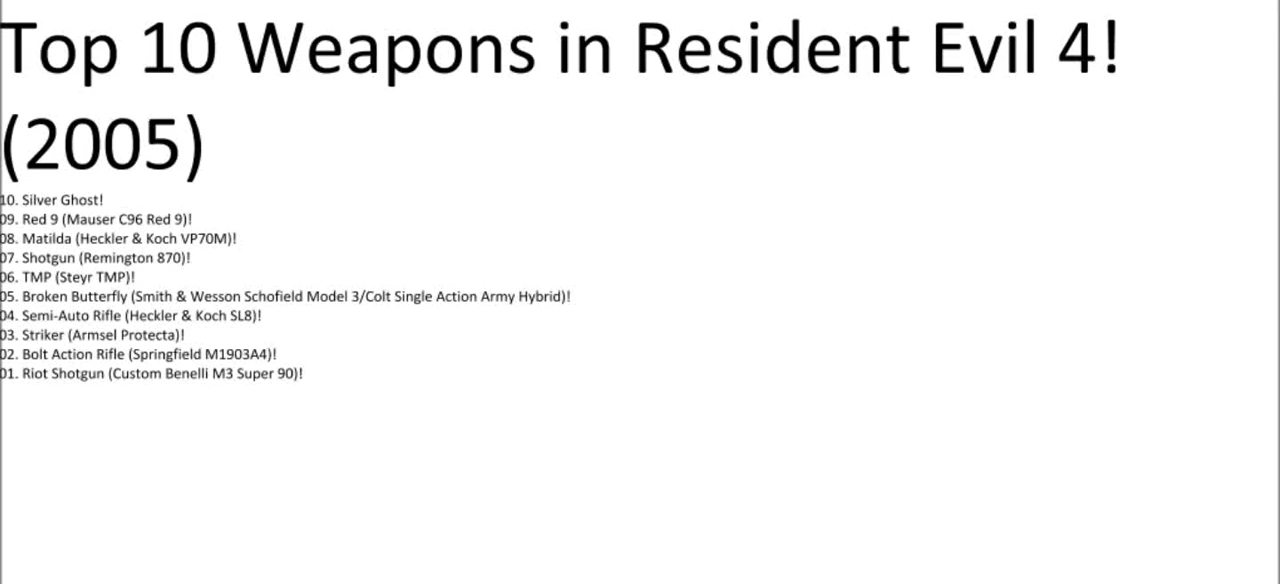 Top 10 Weapons in Resident Evil 4!
(2005)
10. Silver Ghost!
09. Red 9 (Mauser C96 Red 9)!
08. Matilda (Heckler & Koch VP70M)!
07. Shotgun (Remington 870)!
06. TMP (Steyr TMP)!
05. Broken Butterfly (Smith & Wesson Schofield Model 3/Colt Single Action Army Hybrid)!
04. Semi-Auto Rifle (Heckler & Koch SL8)!
03. Striker (Armsel Protecta)!
02. Bolt Action Rifle (Springfield M1903A4)!
01. Riot Shotgun (Custom Benelli M3 Super 90)!